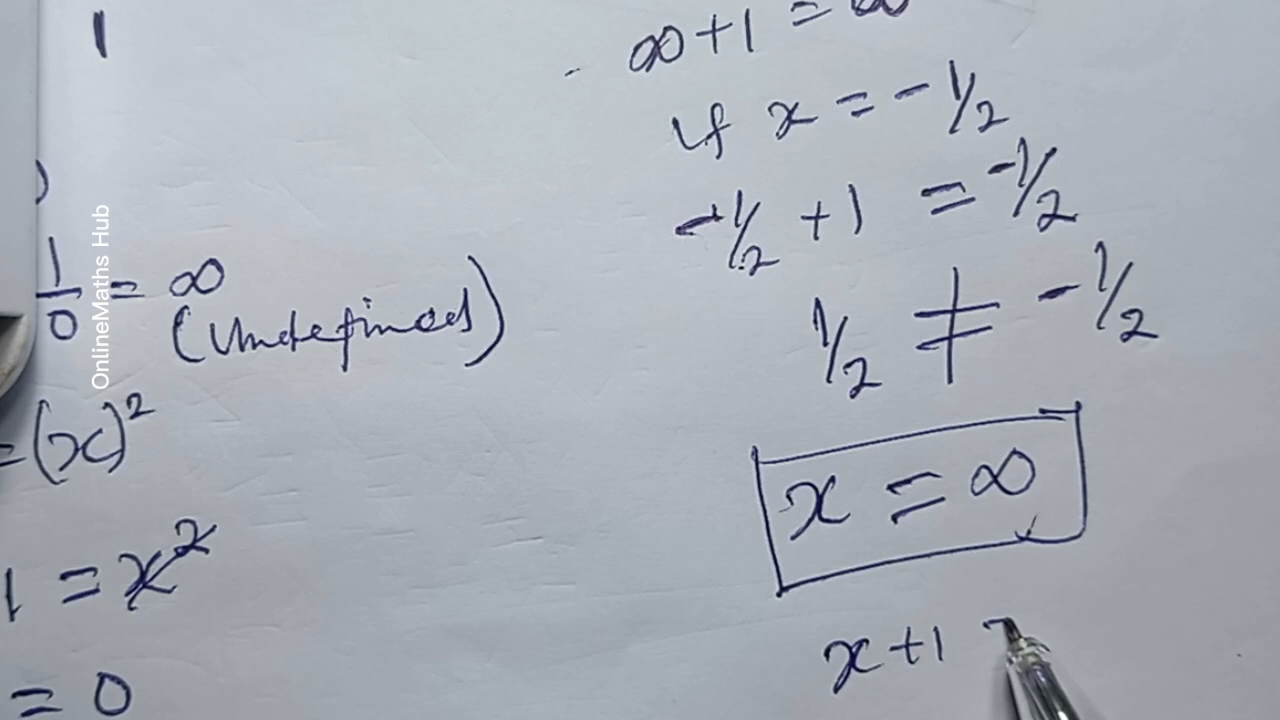 1
1/0 = ∞
(Undefined)
= (x)²
1 = x²
= 0
∞ + 1 = ∞
If x = - 1/2
- 1/2 + 1 = - 1/2
1/2 ≠ - 1/2
x = ∞
x + 1
OnlineMaths Hub